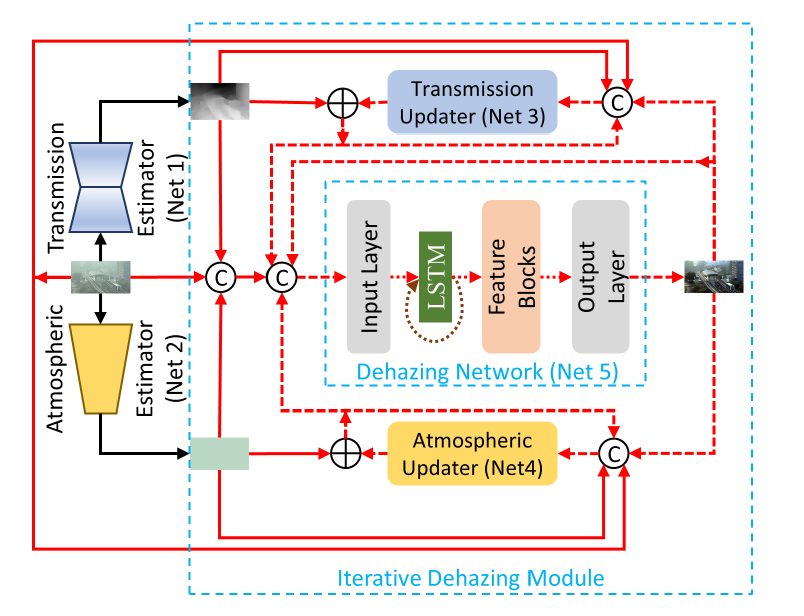 Transmission
Updater (Net 3)
C
Transmission
Estimator
(Net 1)
C
C
Input Layer
LSTM
Feature
Blocks
Output
Layer
Dehazing Network (Net 5)
Atmospheric
Estimator
(Net 2)
Atmospheric
Updater (Net4)
C
Iterative Dehazing Module